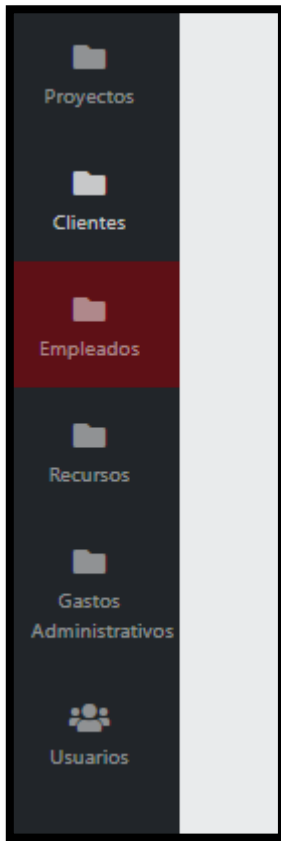 Proyectos
Clientes
Empleados
Recursos
Gastos
Administrativos
Usuarios